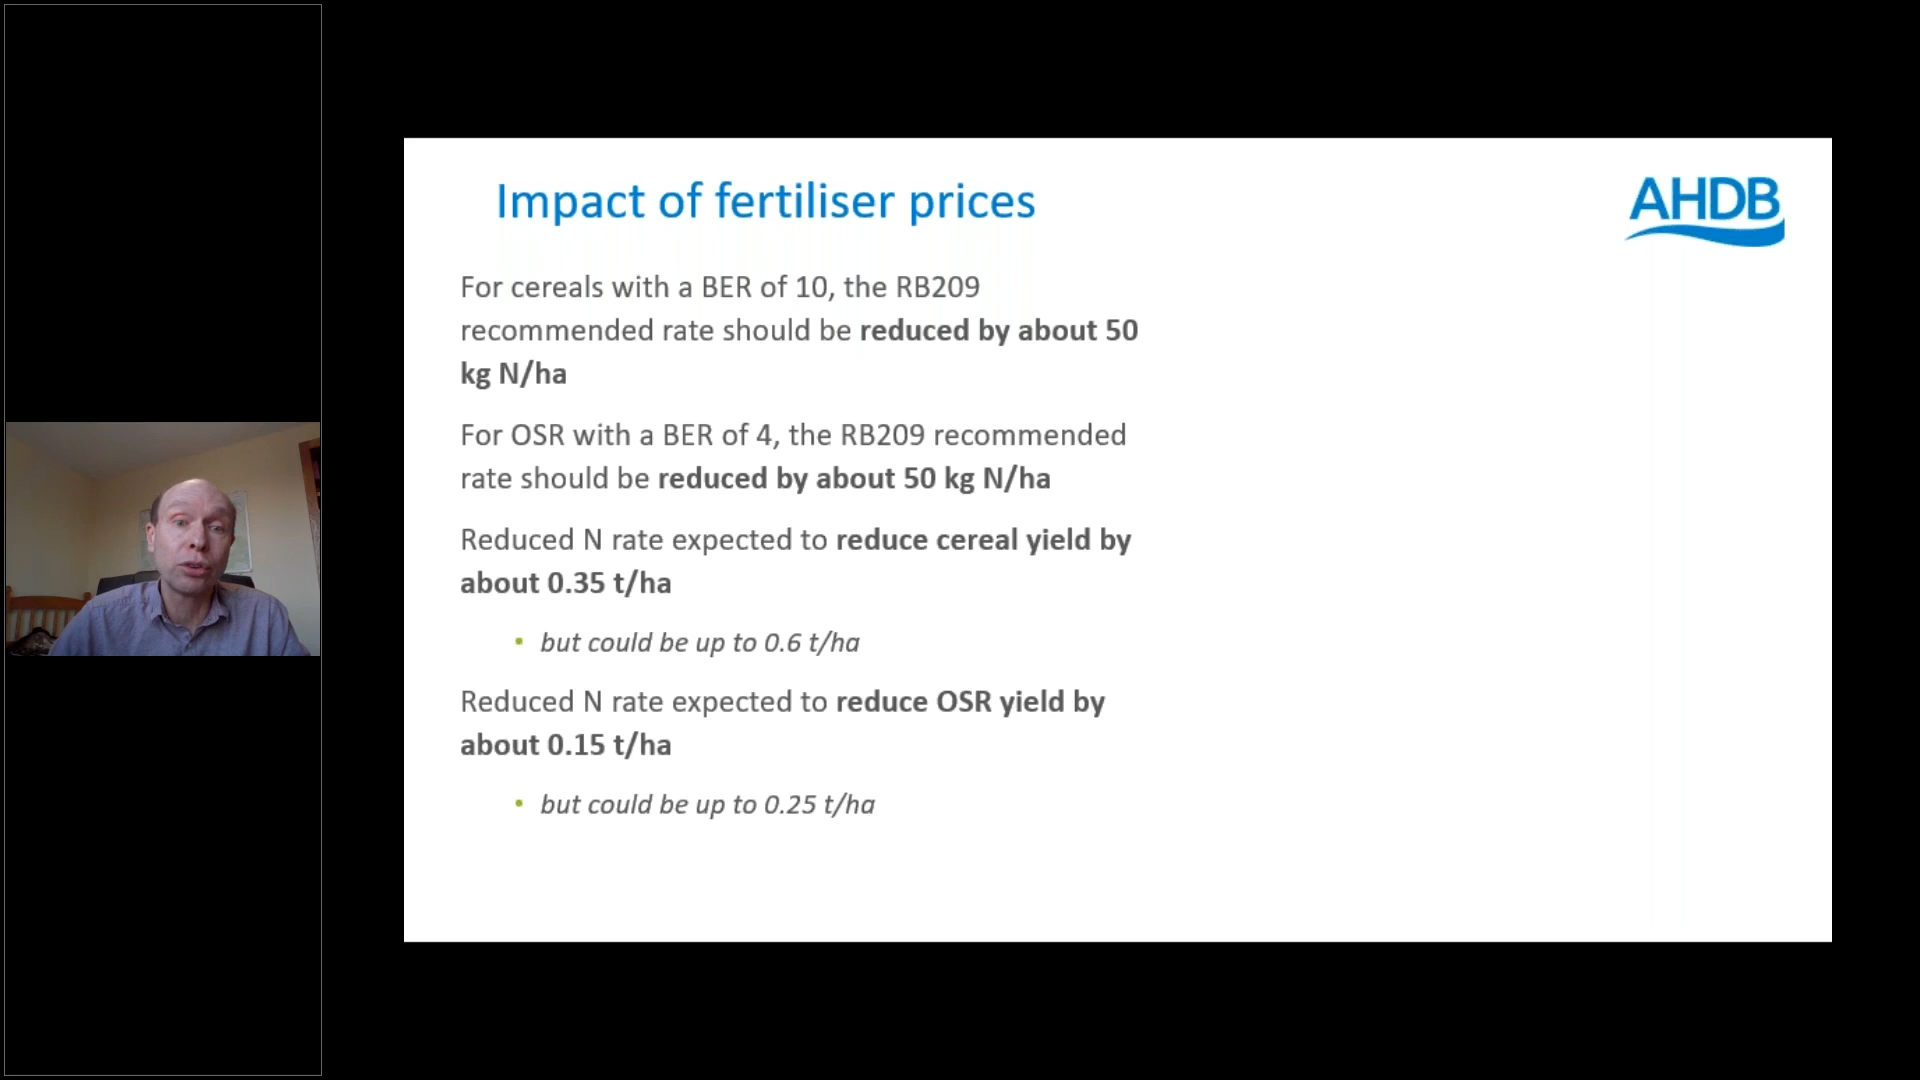 Impact of fertiliser prices
AHDB
For cereals with a BER of 10, the RB209
recommended rate should be reduced by about 50
kg N/ha
For OSR with a BER of 4, the RB209 recommended
rate should be reduced by about 50 kg N/ha
Reduced N rate expected to reduce cereal yield by
about 0.35 t/ha
• but could be up to 0.6 t/ha
Reduced N rate expected to reduce OSR yield by
about 0.15 t/ha
• but could be up to 0.25 t/ha